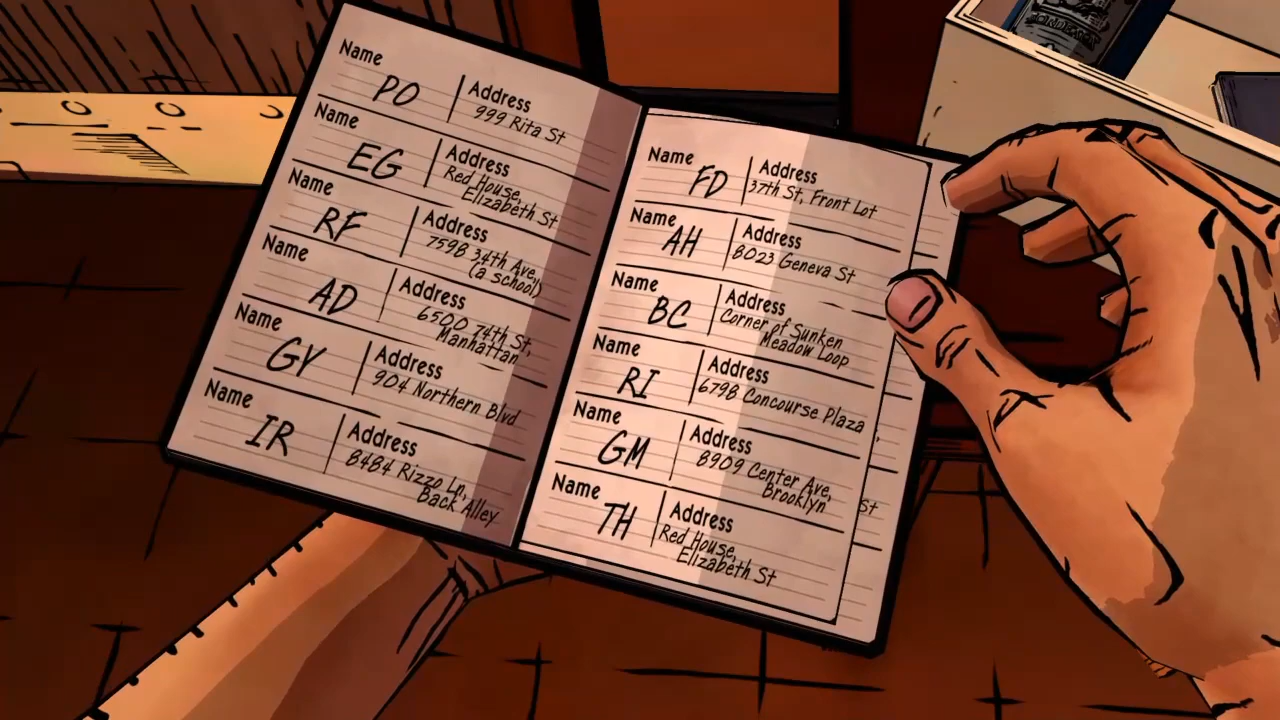 Name
PO
Address
999 Rita St
Name
EG
Address
Red House,
Elizabeth St
Name
RF
Address
759B 34th Ave,
(a school)
Name
AD
Address
6500 74th St,
Manhattan
Name
GY
Address
904 Northern Blvd
Name
IR
Address
8484 Rizzo Ln,
Back Alley
Name
FD
Address
37th St, Front Lot
Name
AH
Address
8023 Geneva St
Name
BC
Address
Corner of Sunken
Meadow Loop
Name
RI
Address
679B Concourse Plaza
Name
GM
Address
8909 Center Ave,
Brooklyn
St
Name
TH
Address
Red House,
Elizabeth St